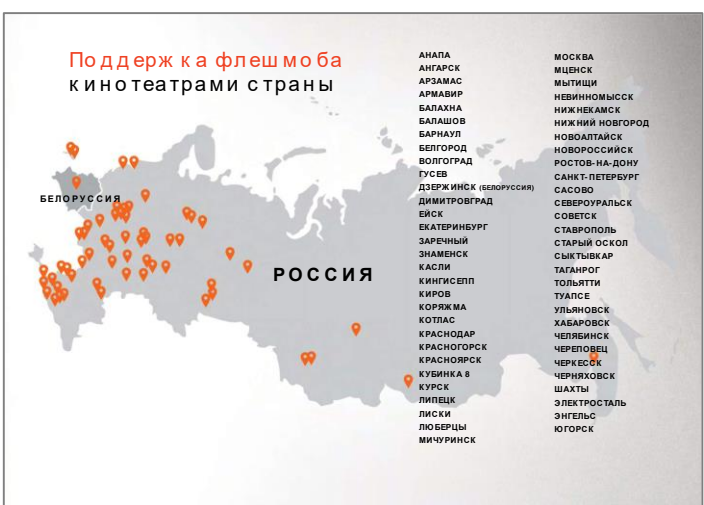 Поддержка флешмоба
кинотеатрами страны
БЕЛОРУССИЯ
РОССИЯ
АНАПА
АНГАРСК
АРЗАМАС
АРМАВИР
БАЛАХНА
БАЛАШОВ
БАРНАУЛ
БЕЛГОРОД
ВОЛГОГРАД
ГУСЕВ
ДЗЕРЖИНСК (БЕЛОРУССИЯ)
ДИМИТРОВГРАД
ЕЙСК
ЕКАТЕРИНБУРГ
ЗАРЕЧНЫЙ
ЗНАМЕНСК
КАСЛИ
КИНГИСЕПП
КИРОВ
КОРЯЖМА
КОТЛАС
КРАСНОДАР
КРАСНОГОРСК
КРАСНОЯРСК
КУБИНКА 8
КУРСК
ЛИПЕЦК
ЛИСКИ
ЛЮБЕРЦЫ
МИЧУРИНСК
МОСКВА
МЦЕНСК
МЫТИЩИ
НЕВИННОМЫССК
НИЖНЕКАМСК
НИЖНИЙ НОВГОРОД
НОВОАЛТАЙСК
НОВОРОССИЙСК
РОСТОВ-НА-ДОНУ
САНКТ-ПЕТЕРБУРГ
САСОВО
СЕВЕРОУРАЛЬСК
СОВЕТСК
СТАВРОПОЛЬ
СТАРЫЙ ОСКОЛ
СЫКТЫВКАР
ТАГАНРОГ
ТОЛЬЯТТИ
ТУАПСЕ
УЛЬЯНОВСК
ХАБАРОВСК
ЧЕЛЯБИНСК
ЧЕРЕПОВЕЦ
ЧЕРКЕССК
ЧЕРНЯХОВСК
ШАХТЫ
ЭЛЕКТРОСТАЛЬ
ЭНГЕЛЬС
ЮГОРСК